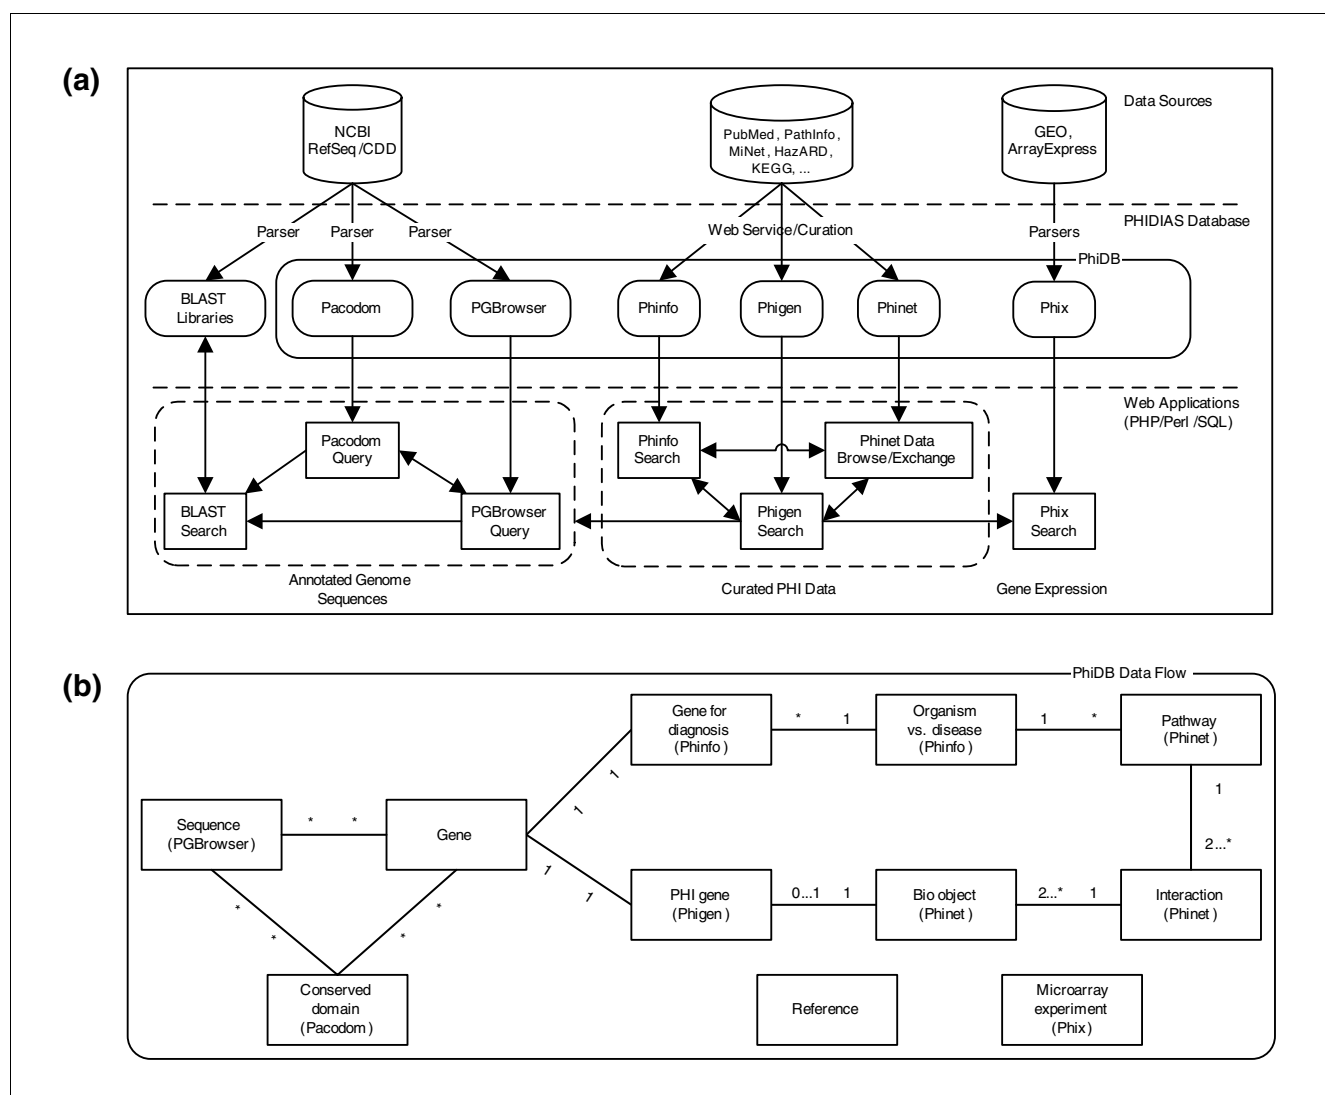 (a)
Data Sources
NCBI
RefSeq/CDD
PubMed, PathInfo,
MiNet, HazARD,
KEGG, ...
GEO,
ArrayExpress
PHIDIAS Database
Parser
Parser
Parser
Web Service/Curation
Parsers
PhiDB
BLAST
Libraries
Pacodom
PGBrowser
Phinfo
Phigen
Phinet
Phix
Web Applications
(PHP/Perl/SQL)
Pacodom
Query
Phinfo
Search
Phinet Data
Browse/Exchange
BLAST
Search
PGBrowser
Query
Phigen
Search
Phix
Search
Annotated Genome
Sequences
Curated PHI Data
Gene Expression
(b)
PhiDB Data Flow
Gene for
diagnosis
(Phinfo)
* 1
Organism
vs. disease
(Phinfo)
1 *
Pathway
(Phinet)
1
1
1
2...*
Sequence
(PGBrowser)
* *
Gene
1
1
PHI gene
(Phigen)
0...1 1
Bio object
(Phinet)
2...* 1
Interaction
(Phinet)
* *
* *
Conserved
domain
(Pacodom)
Reference
Microarray
experiment
(Phix)